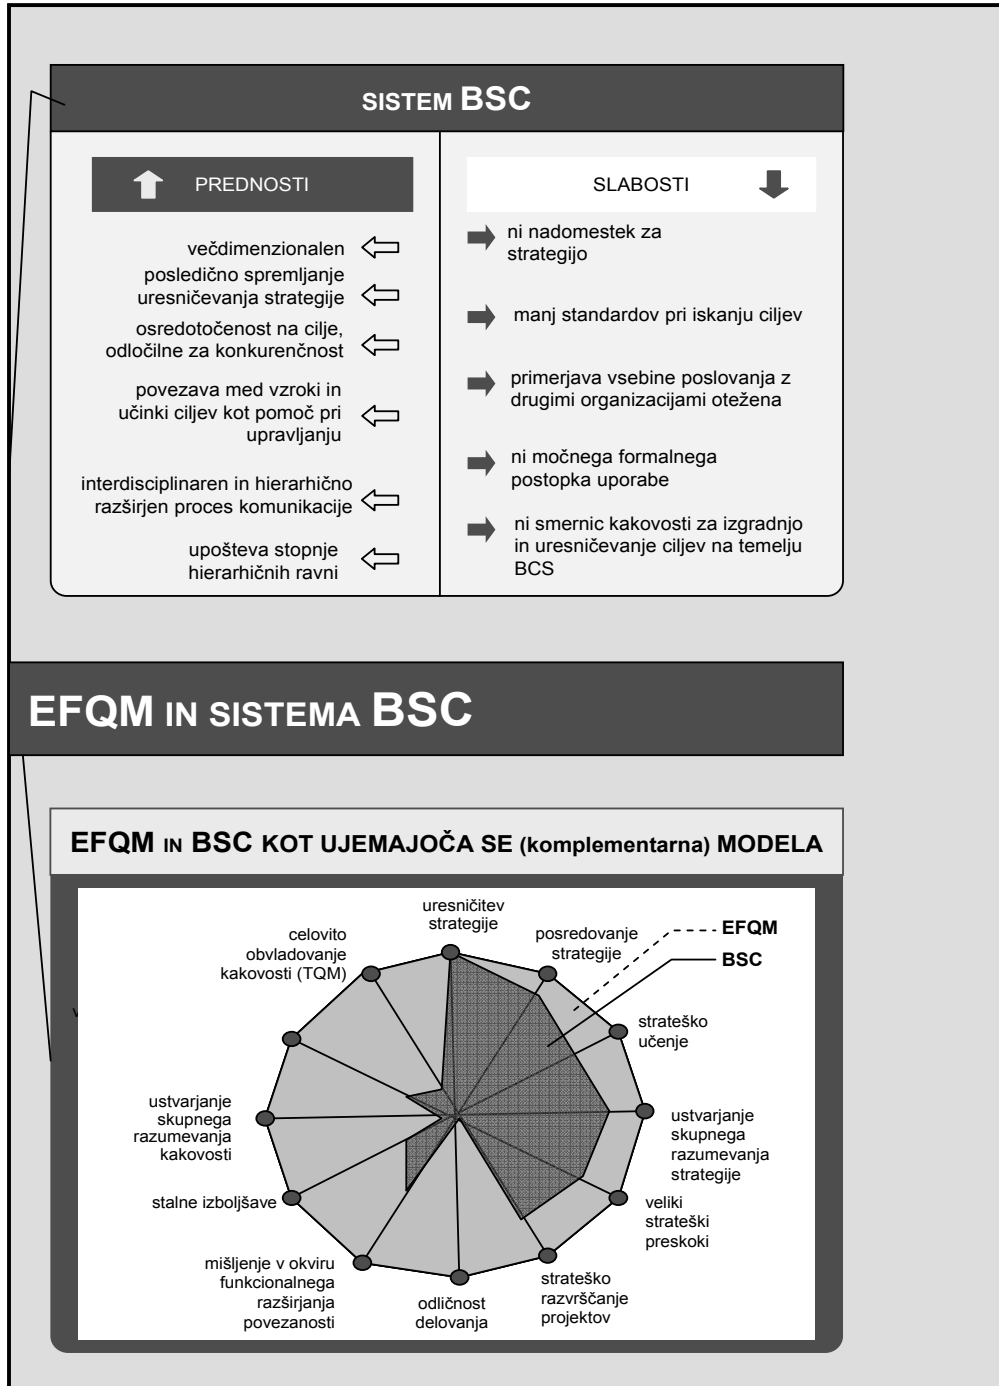 SISTEM BSC
PREDNOSTI
večdimenzionalen
posledično spremljanje
uresničevanja strategije
osredotočenost na cilje,
odločilne za konkurenčnost
povezava med vzroki in
učinki ciljev kot pomoč pri
upravljanju
interdisciplinaren in hierarhično
razširjen proces komunikacije
upošteva stopnje
hierarhičnih ravni
SLABOSTI
ni nadomestek za
strategijo
manj standardov pri iskanju ciljev
primerjava vsebine poslovanja z
drugimi organizacijami otežena
ni močnega formalnega
postopka uporabe
ni smernic kakovosti za izgradnjo
in uresničevanje ciljev na temelju
BCS
EFQM IN SISTEMA BSC
EFQM IN BSC KOT UJEMAJOČA SE (komplementarna) MODELA
uresničitev
strategije
posredovanje
strategije
EFQM
BSC
strateško
učenje
ustvarjanje
skupnega
razumevanja
strategije
veliki
strateški
preskoki
strateško
razvrščanje
projektov
odličnost
delovanja
mišljenje v okviru
funkcionalnega
razširjanja
povezanosti
stalne izboljšave
ustvarjanje
skupnega
razumevanja
kakovosti
celovito
obvladovanje
kakovosti (TQM)